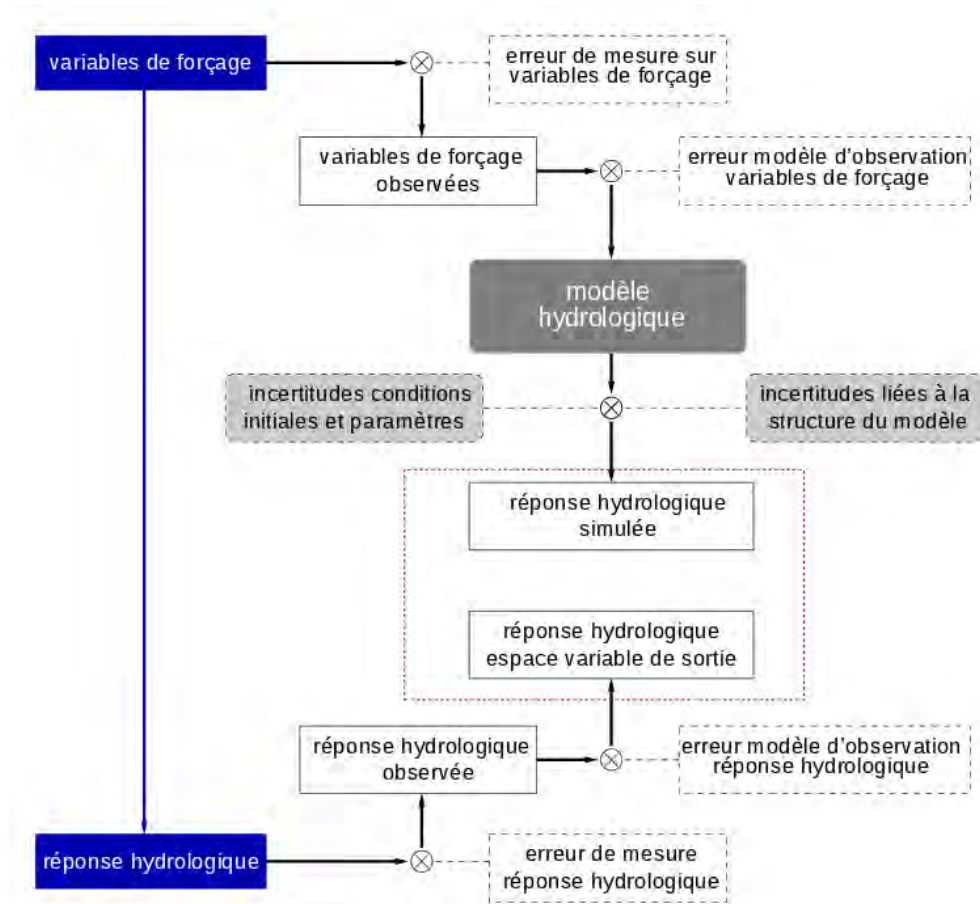 variables de forçage
erreur de mesure sur
variables de forçage
variables de forçage
observées
erreur modèle d'observation
variables de forçage
modèle
hydrologique
incertitudes conditions
initiales et paramètres
incertitudes liées à la
structure du modèle
réponse hydrologique
simulée
réponse hydrologique
espace variable de sortie
réponse hydrologique
observée
erreur modèle d'observation
réponse hydrologique
réponse hydrologique
erreur de mesure
réponse hydrologique